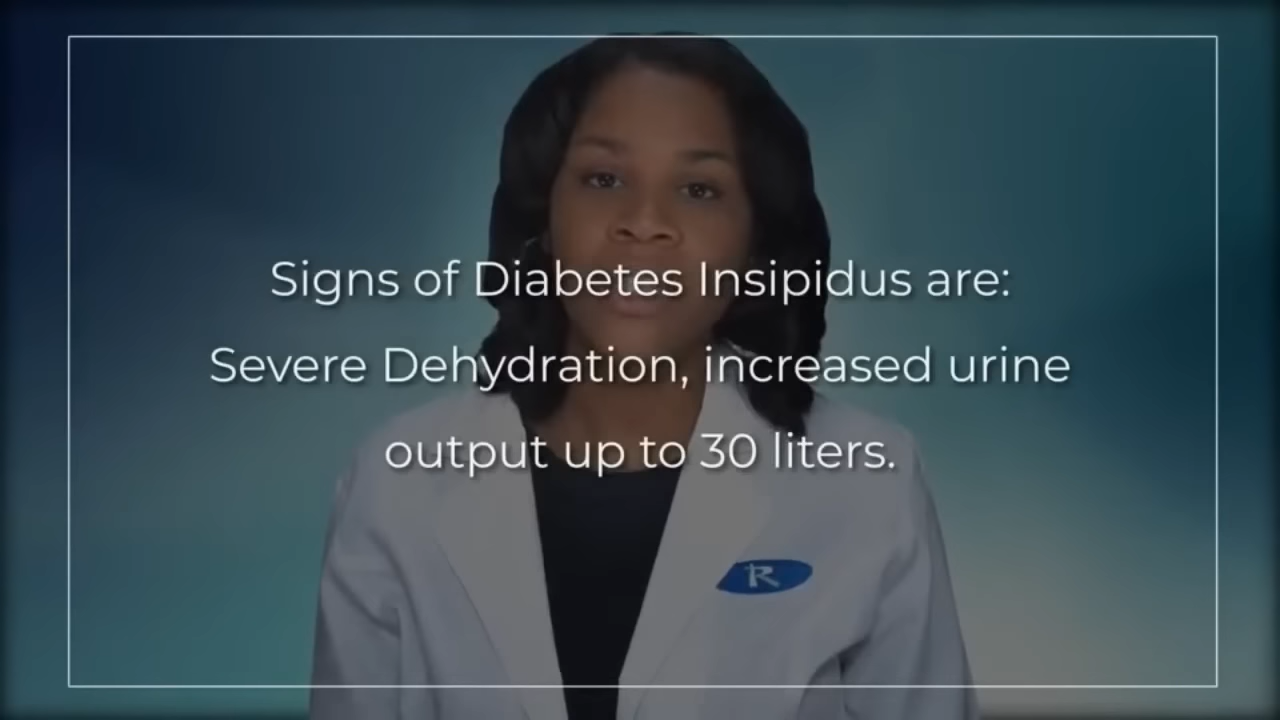 Signs of Diabetes Insipidus are:
Severe Dehydration, increased urine
output up to 30 liters.
R